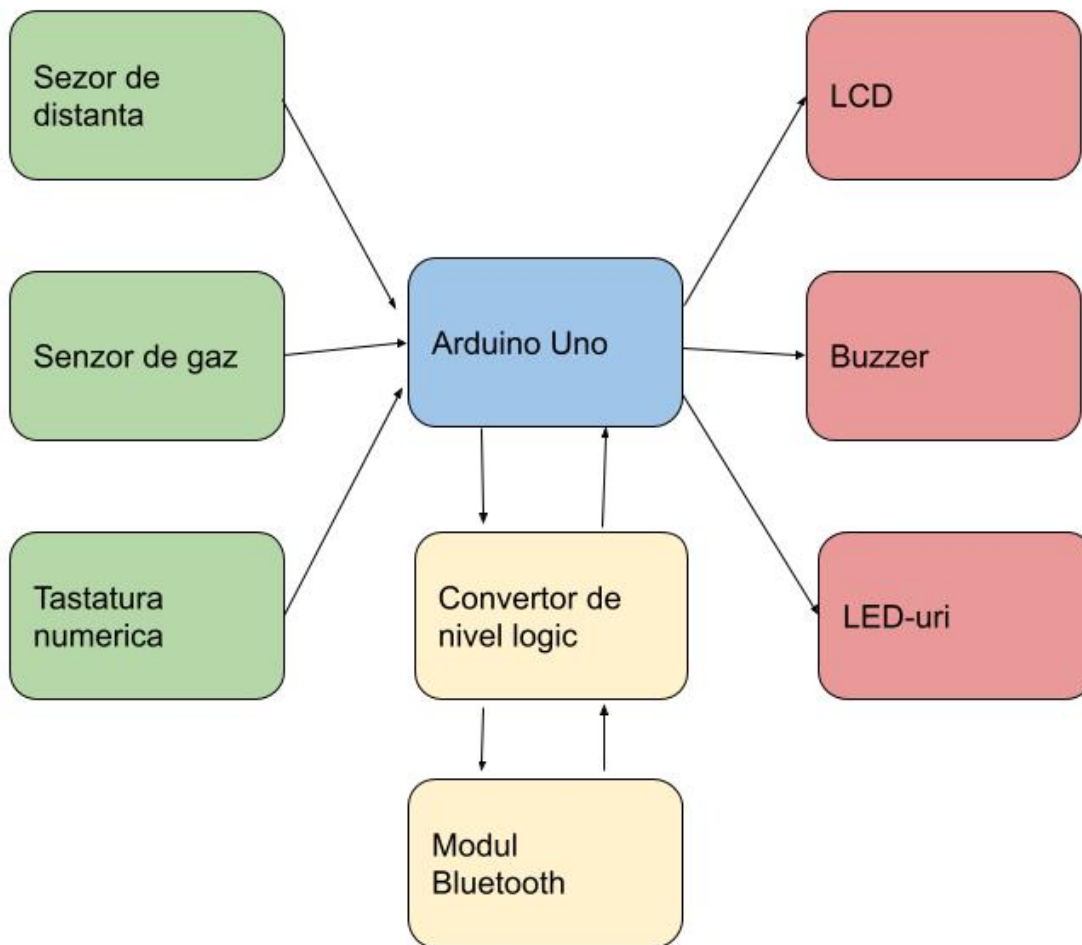 Sezor de
distanta
LCD
Senzor de gaz
Arduino Uno
Buzzer
Tastatura
numerica
Convertor de
nivel logic
LED-uri
Modul
Bluetooth